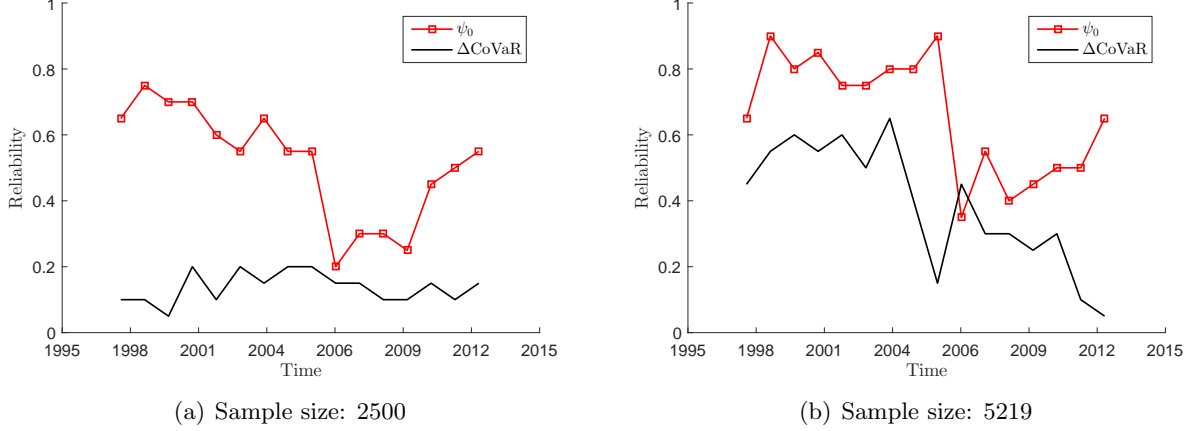 1
0.8
0.6
0.4
0.2
0
Reliability
1995 1998 2001 2004 2006 2009 2012 2015
Time
ψ₀
ΔCoVaR
(a) Sample size: 2500
1
0.8
0.6
0.4
0.2
0
Reliability
1995 1998 2001 2004 2006 2009 2012 2015
Time
ψ₀
ΔCoVaR
(b) Sample size: 5219